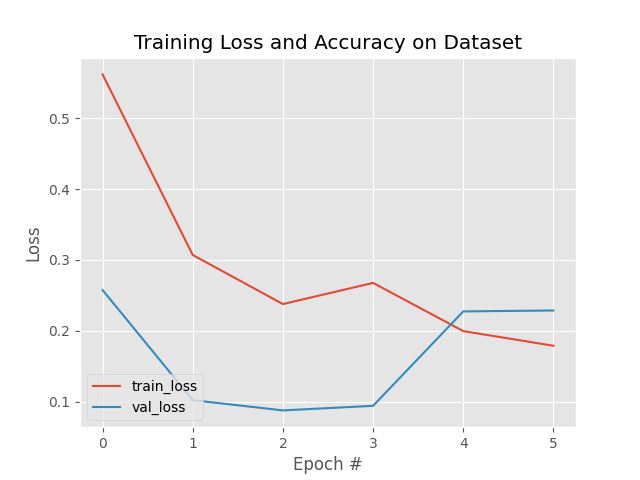 Training Loss and Accuracy on Dataset
Loss
0.5
0.4
0.3
0.2
0.1
train_loss
val_loss
0 1 2 3 4 5
Epoch #